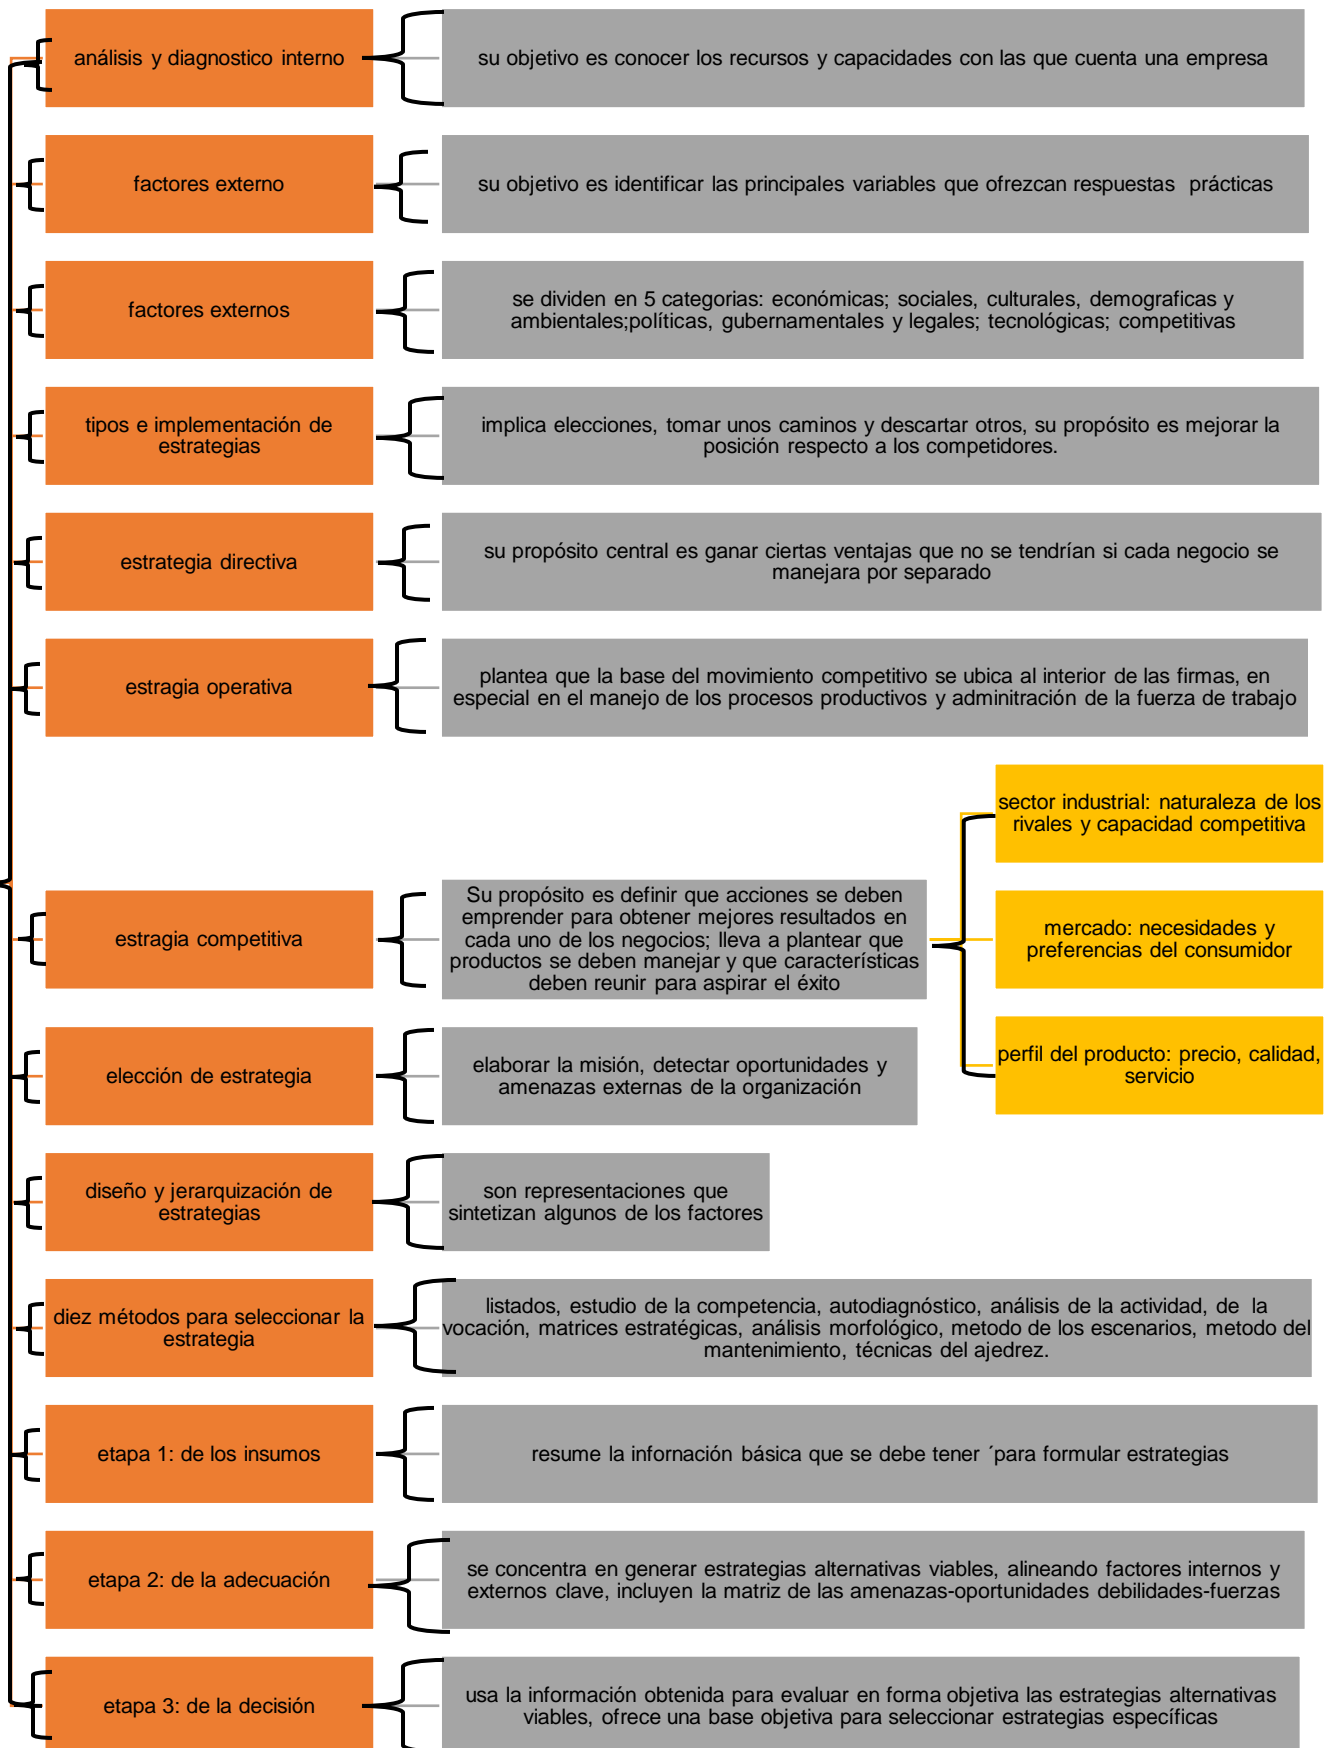 análisis y diagnostico interno
su objetivo es conocer los recursos y capacidades con las que cuenta una empresa
factores externo
su objetivo es identificar las principales variables que ofrezcan respuestas prácticas
factores externos
se dividen en 5 categorias: económicas; sociales, culturales, demograficas y
ambientales;políticas, gubernamentales y legales; tecnológicas; competitivas
tipos e implementación de
estrategias
implica elecciones, tomar unos caminos y descartar otros, su propósito es mejorar la
posición respecto a los competidores.
estrategia directiva
su propósito central es ganar ciertas ventajas que no se tendrían si cada negocio se
manejara por separado
estragia operativa
plantea que la base del movimiento competitivo se ubica al interior de las firmas, en
especial en el manejo de los procesos productivos y adminitración de la fuerza de trabajo
estragia competitiva
Su propósito es definir que acciones se deben
emprender para obtener mejores resultados en
cada uno de los negocios; lleva a plantear que
productos se deben manejar y que características
deben reunir para aspirar el éxito
sector industrial: naturaleza de los
rivales y capacidad competitiva
mercado: necesidades y
preferencias del consumidor
perfil del producto: precio, calidad,
servicio
elección de estrategia
elaborar la misión, detectar oportunidades y
amenazas externas de la organización
diseño y jerarquización de
estrategias
son representaciones que
sintetizan algunos de los factores
diez métodos para seleccionar la
estrategia
listados, estudio de la competencia, autodiagnóstico, análisis de la actividad, de la
vocación, matrices estratégicas, análisis morfológico, metodo de los escenarios, metodo del
mantenimiento, técnicas del ajedrez.
etapa 1: de los insumos
resume la infornación básica que se debe tener ´para formular estrategias
etapa 2: de la adecuación
se concentra en generar estrategias alternativas viables, alineando factores internos y
externos clave, incluyen la matriz de las amenazas-oportunidades debilidades-fuerzas
etapa 3: de la decisión
usa la información obtenida para evaluar en forma objetiva las estrategias alternativas
viables, ofrece una base objetiva para seleccionar estrategias específicas